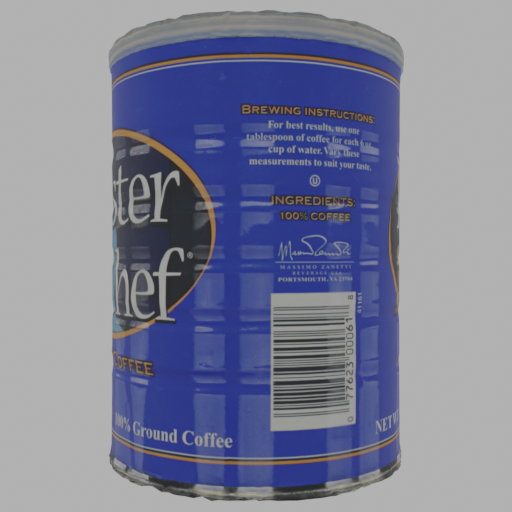 ster
hef®
COFFEE
100% Ground Coffee
BREWING INSTRUCTIONS:
For best results, use one
tablespoon of coffee for each 6 oz.
cup of water. Vary these
measurements to suit your taste.
U
INGREDIENTS:
100% COFFEE
MASSIMO ZANETTI
BEVERAGE
PORTSMOUTH, VA 23704
0 77623 00061 8
41161
NET W